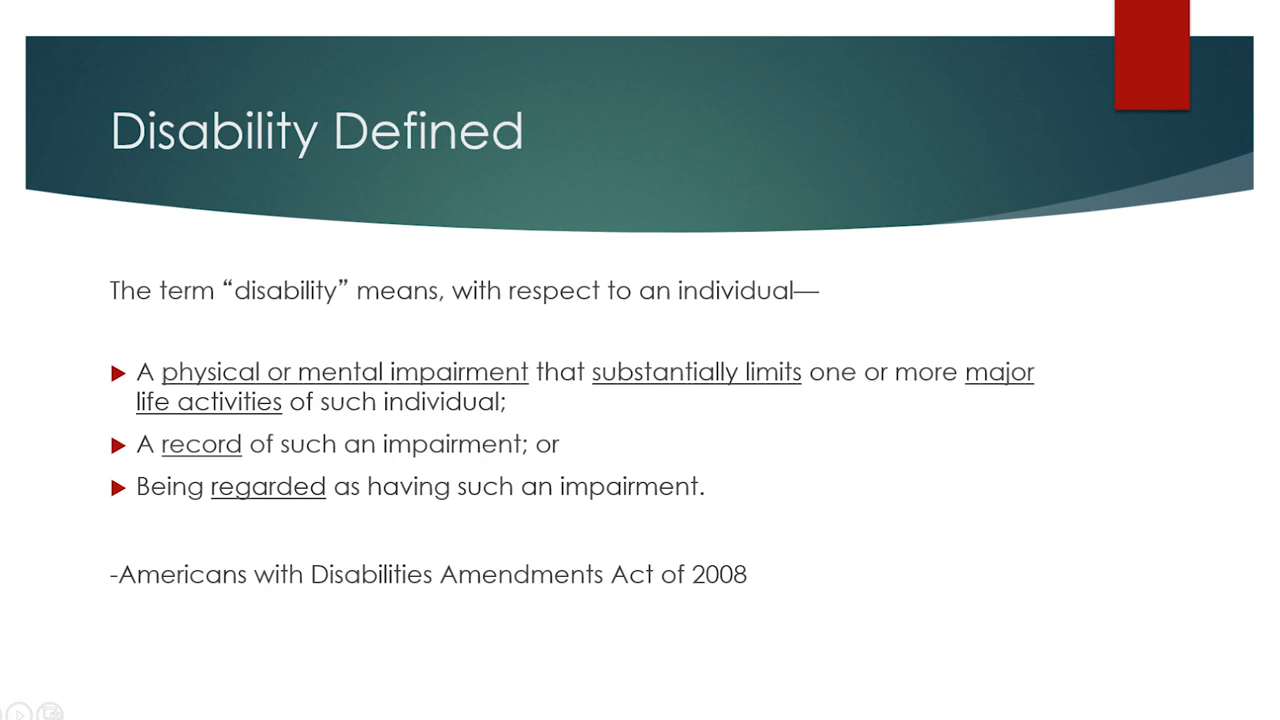 Disability Defined
The term “disability” means, with respect to an individual—
A physical or mental impairment that substantially limits one or more major
life activities of such individual;
A record of such an impairment; or
Being regarded as having such an impairment.
-Americans with Disabilities Amendments Act of 2008